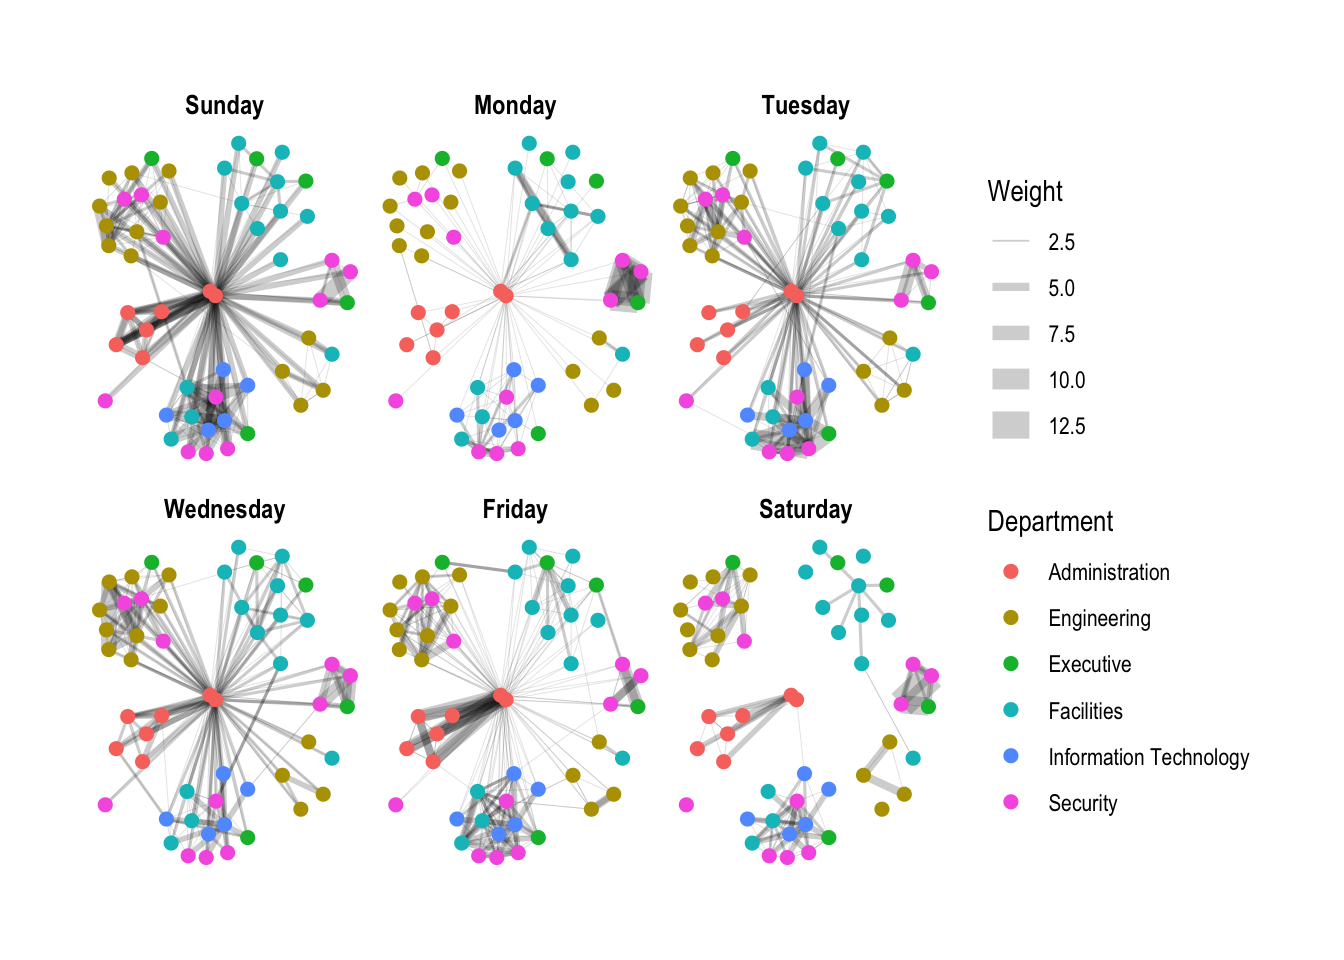 Sunday
Monday
Tuesday
Wednesday
Friday
Saturday
Weight
2.5
5.0
7.5
10.0
12.5
Department
Administration
Engineering
Executive
Facilities
Information Technology
Security